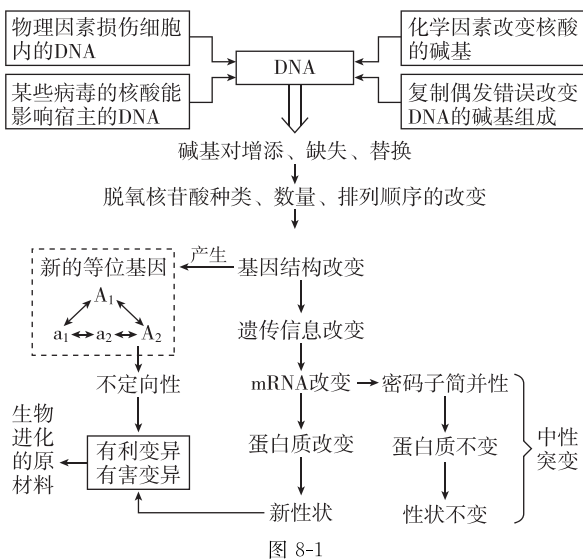 物理因素损伤细胞
内的DNA
化学因素改变核酸
的碱基
DNA
某些病毒的核酸能
影响宿主的DNA
复制偶发错误改变
DNA的碱基组成
碱基对增添、缺失、替换
脱氧核苷酸种类、数量、排列顺序的改变
新的等位基因
产生
基因结构改变
A₁
a₁
a₂
A₂
遗传信息改变
不定向性
mRNA改变
密码子简并性
生物
进化
的原
材料
有利变异
有害变异
蛋白质改变
蛋白质不变
中性
突变
新性状
性状不变
图 8-1